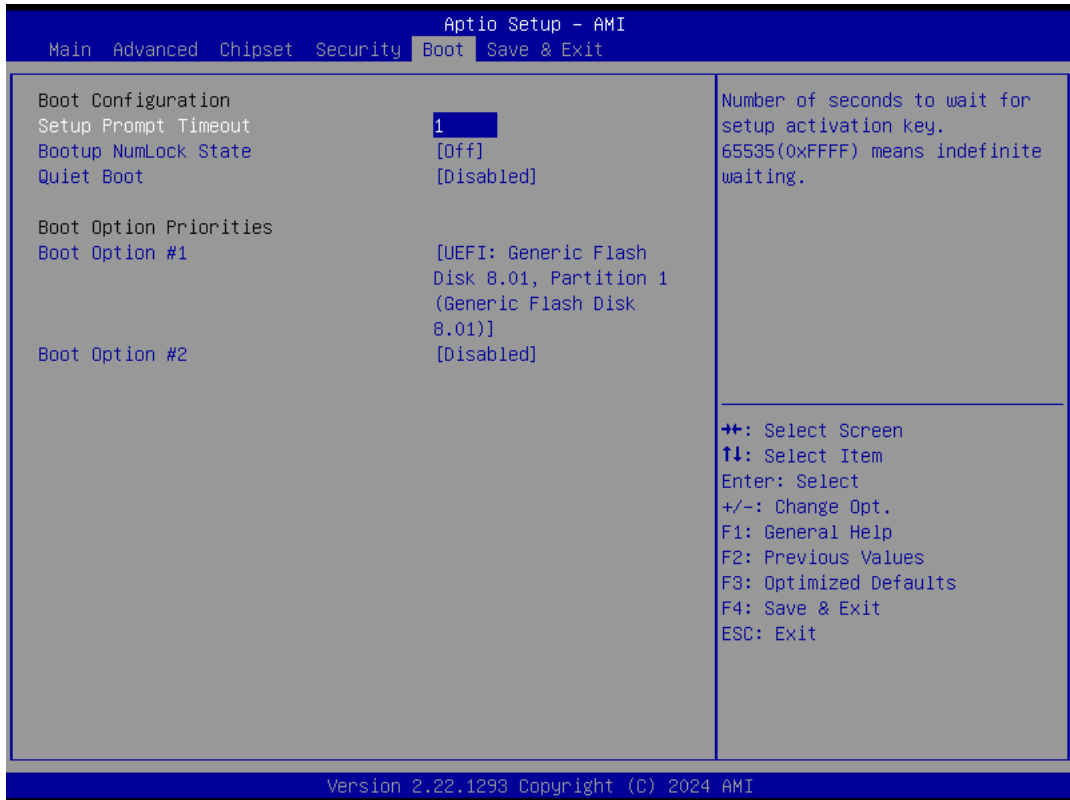 Aptio Setup – AMI
Main Advanced Chipset Security Boot Save & Exit
Boot Configuration
Setup Prompt Timeout 1
Bootup NumLock State [Off]
Quiet Boot [Disabled]
Boot Option Priorities
Boot Option #1 [UEFI: Generic Flash
Disk 8.01, Partition 1
(Generic Flash Disk
8.01)]
Boot Option #2 [Disabled]
Number of seconds to wait for
setup activation key.
65535(0xFFFF) means indefinite
waiting.
→←: Select Screen
↑↓: Select Item
Enter: Select
+/-: Change Opt.
F1: General Help
F2: Previous Values
F3: Optimized Defaults
F4: Save & Exit
ESC: Exit
Version 2.22.1293 Copyright (C) 2024 AMI